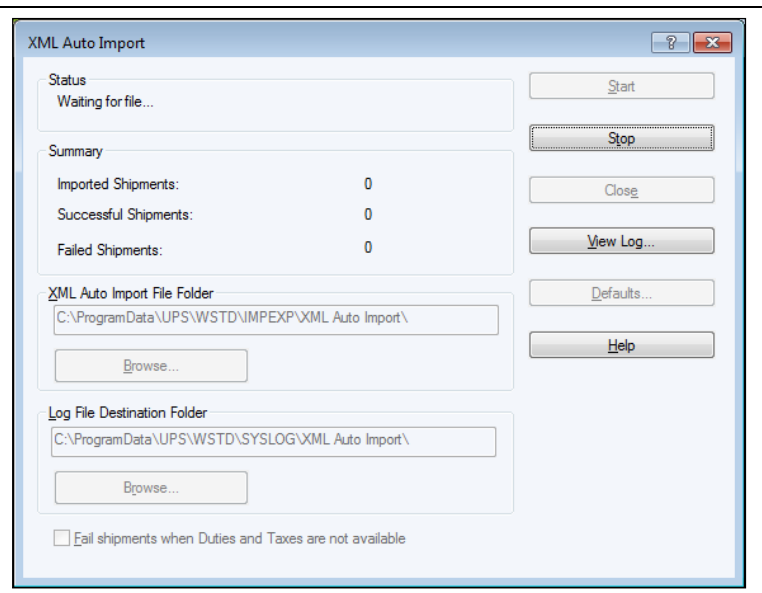 XML Auto Import
?
Status
Waiting for file...
Summary
Imported Shipments: 0
Successful Shipments: 0
Failed Shipments: 0
XML Auto Import File Folder
C:\ProgramData\UPS\WSTD\IMPEXP\XML Auto Import\
Browse...
Log File Destination Folder
C:\ProgramData\UPS\WSTD\SYSLOG\XML Auto Import\
Browse...
Fail shipments when Duties and Taxes are not available
Start
Stop
Close
View Log...
Defaults...
Help